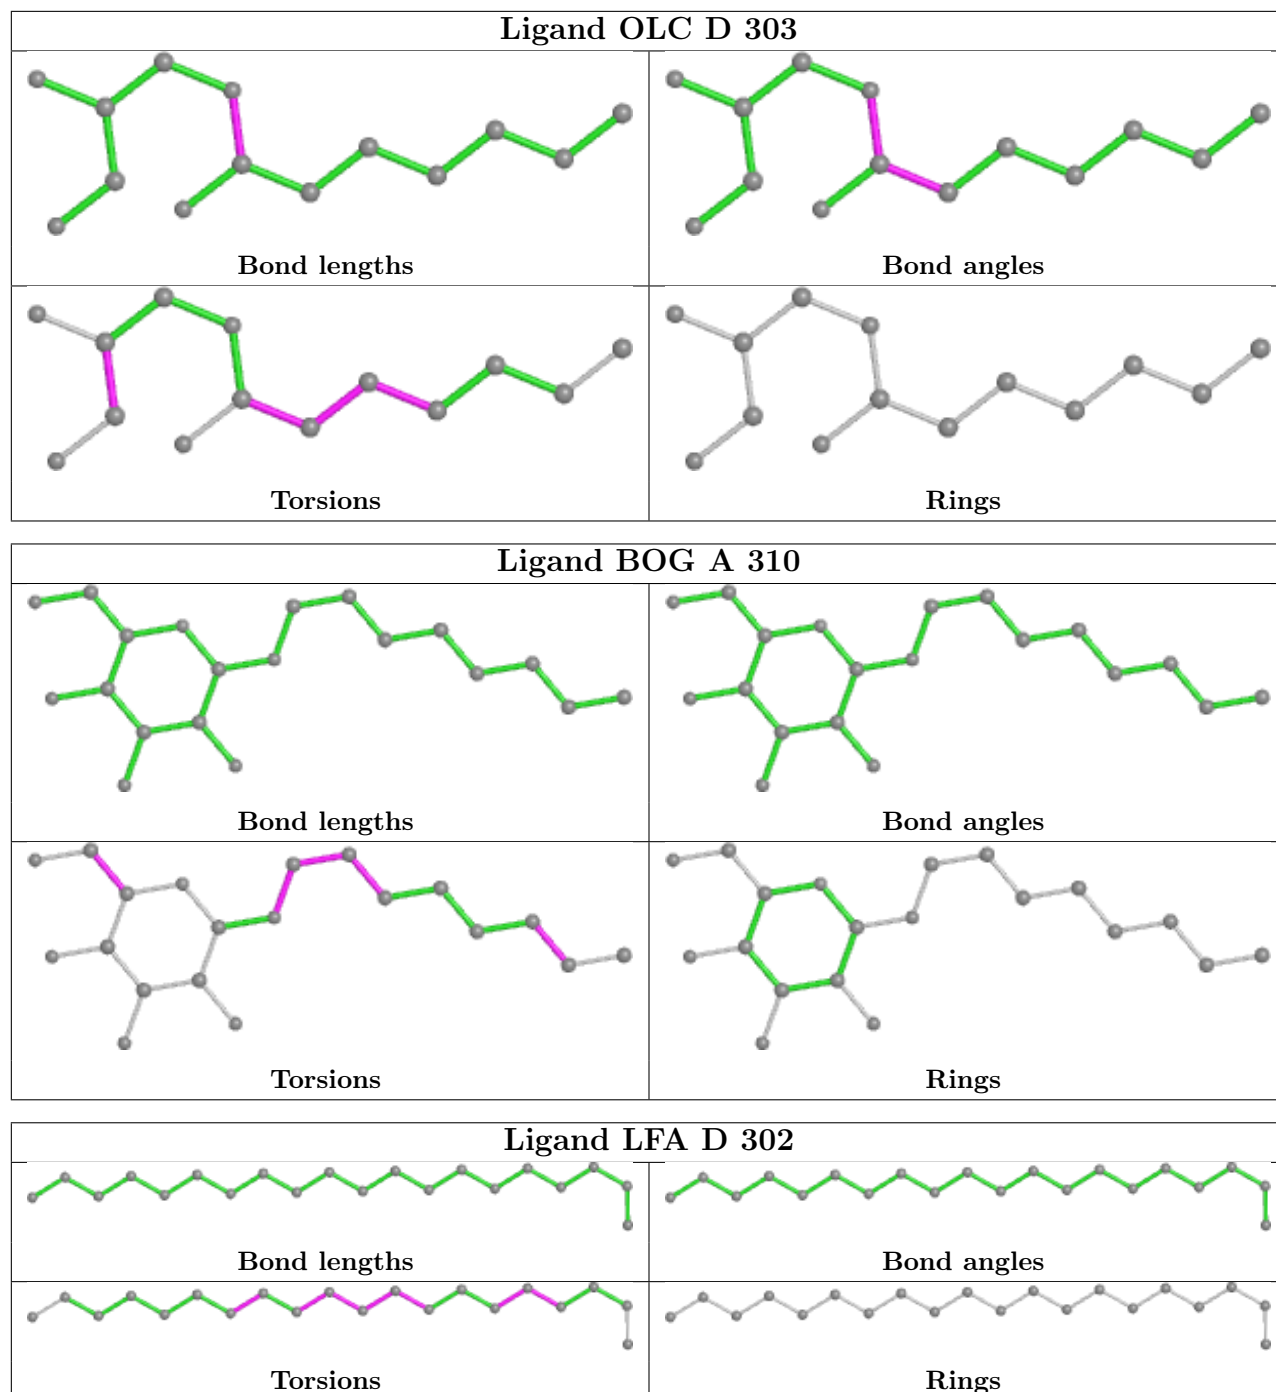 Ligand OLC D 303
Bond lengths
Bond angles
Torsions
Rings
Ligand BOG A 310
Bond lengths
Bond angles
Torsions
Rings
Ligand LFA D 302
Bond lengths
Bond angles
Torsions
Rings